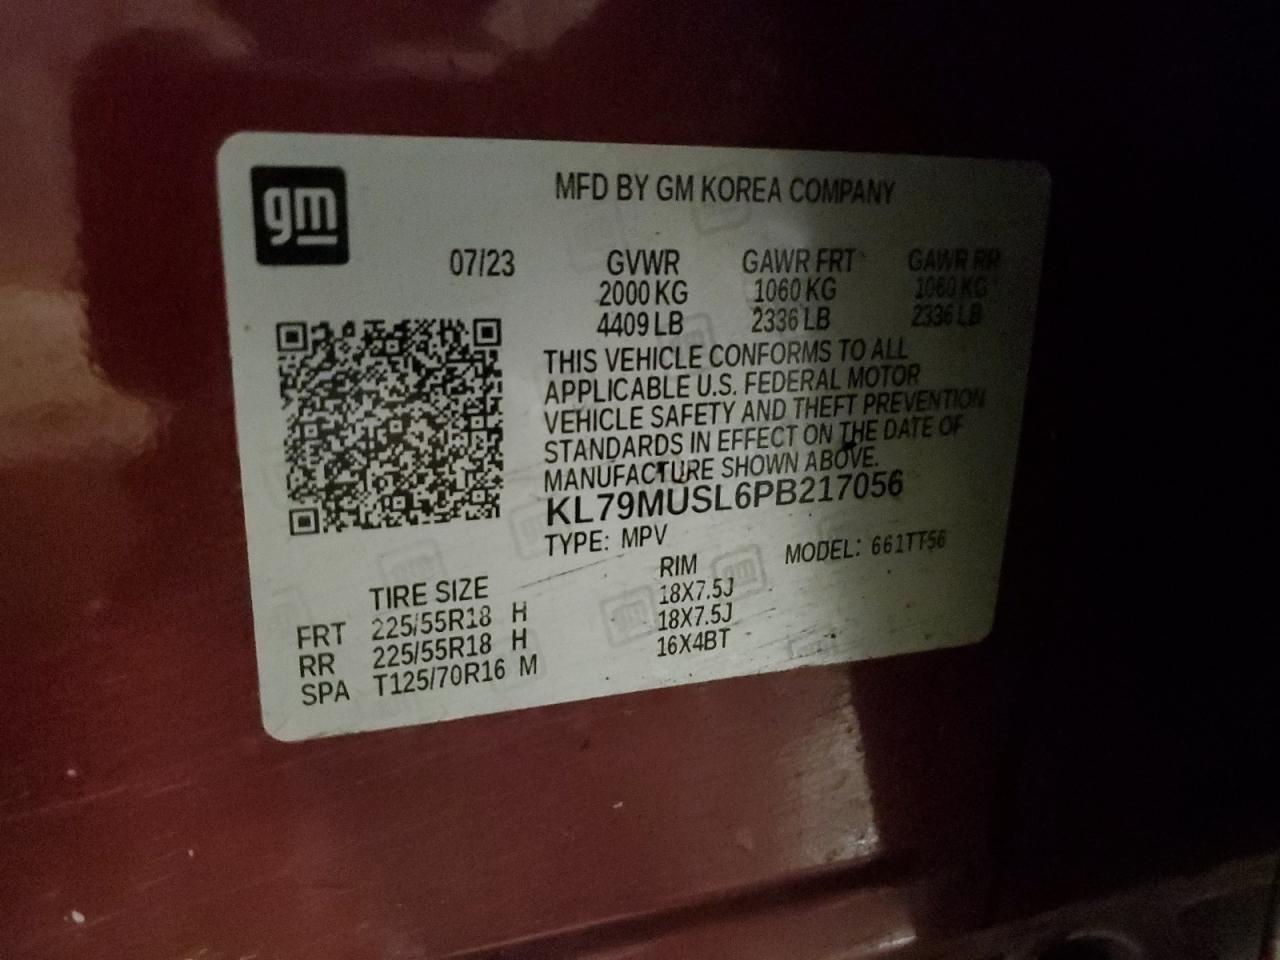 gm
MFD BY GM KOREA COMPANY
07/23 GVWR GAWR FRT GAWR RR
2000 KG 1060 KG 1060 KG
4409 LB 2336 LB 2336 LB
THIS VEHICLE CONFORMS TO ALL
APPLICABLE U.S. FEDERAL MOTOR
VEHICLE SAFETY AND THEFT PREVENTION
STANDARDS IN EFFECT ON THE DATE OF
MANUFACTURE SHOWN ABOVE.
KL79MUSL6PB217056
TYPE: MPV MODEL: 661TT56
TIRE SIZE RIM
FRT 225/55R18 H 18X7.5J
RR 225/55R18 H 18X7.5J
SPA T125/70R16 M 16X4BT